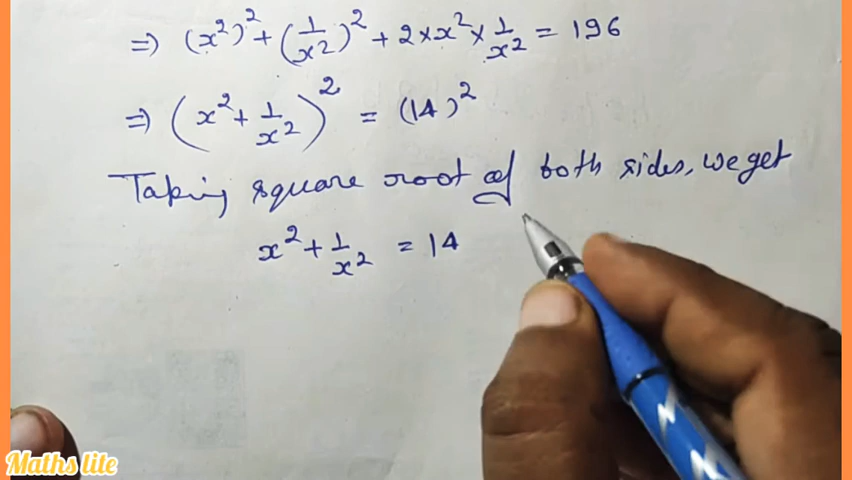 ⇒ (x²)² + (1/x²)² + 2 × x² × 1/x² = 196
⇒ (x² + 1/x²)² = (14)²
Taking square root of both sides, we get
x² + 1/x² = 14
Maths lite